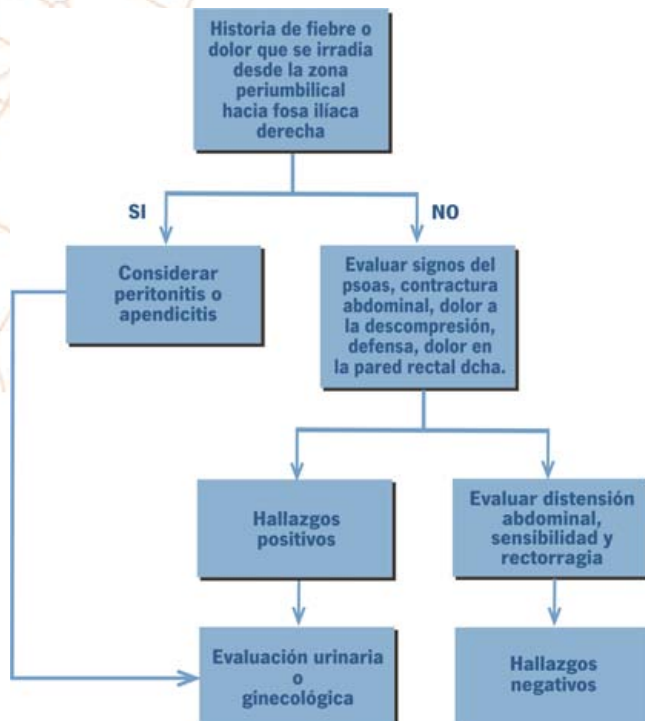 Historia de fiebre o
dolor que se irradia
desde la zona
periumbilical
hacia fosa ilíaca
derecha
SI
NO
Considerar
peritonitis o
apendicitis
Evaluar signos del
psoas, contractura
abdominal, dolor a
la descompresión,
defensa, dolor en
la pared rectal dcha.
Hallazgos
positivos
Evaluar distensión
abdominal,
sensibilidad y
rectorragia
Evaluación urinaria
o
ginecológica
Hallazgos
negativos